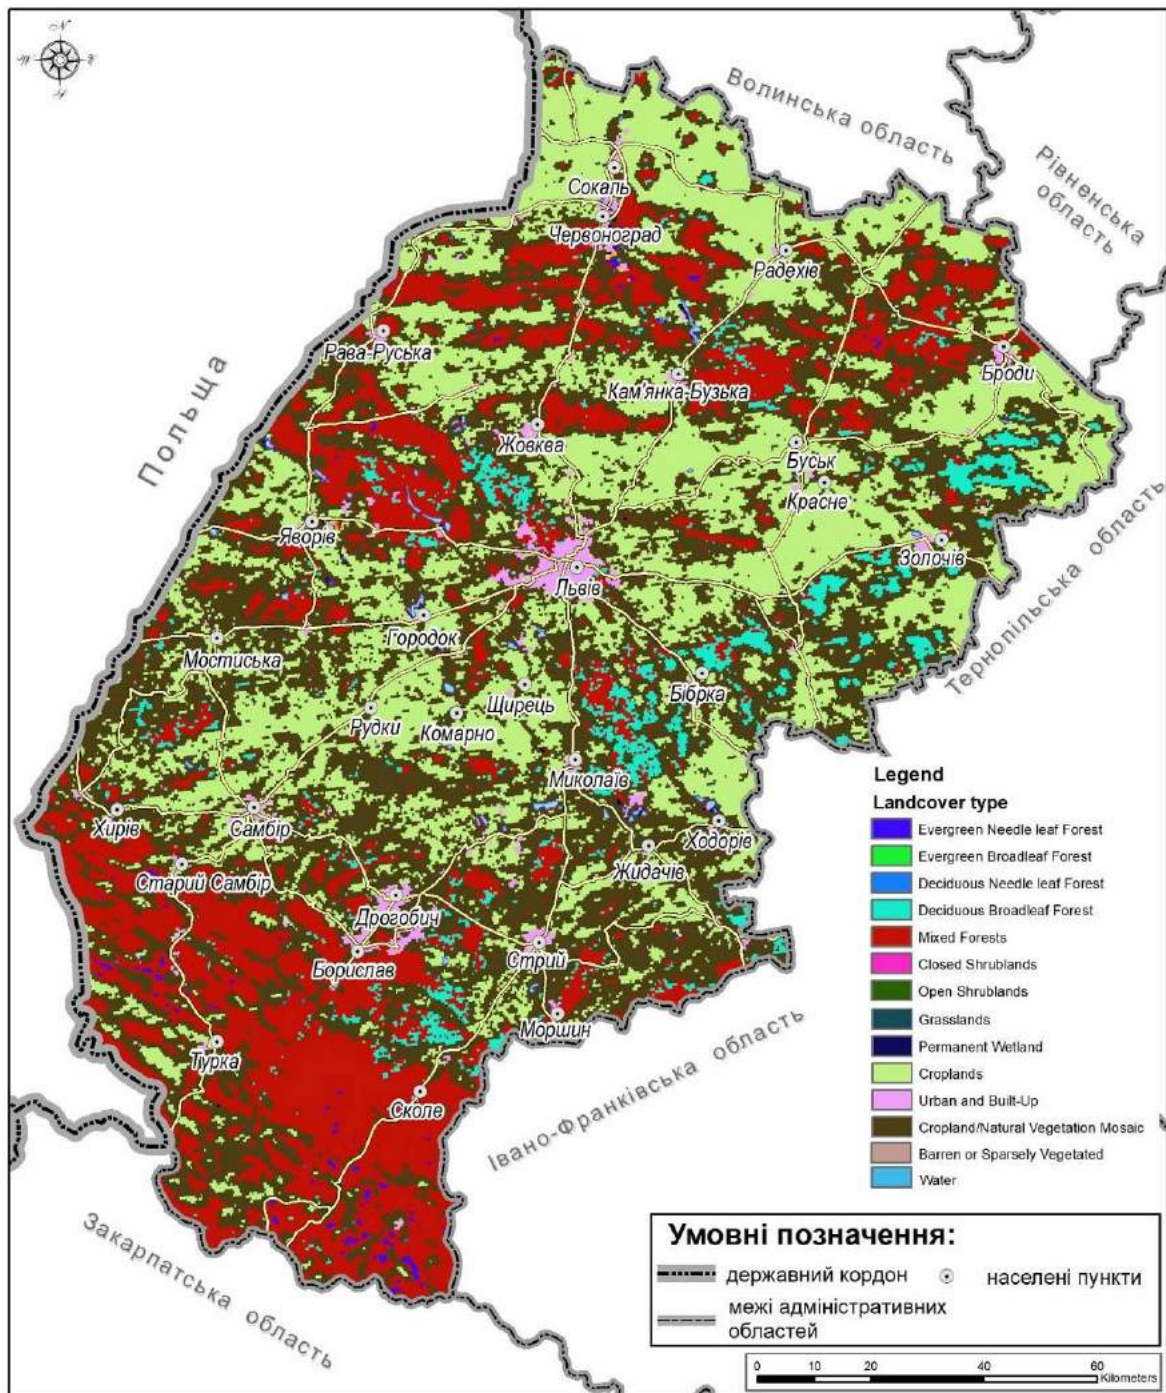 N
W
S
Волинська область
Рівненська
область
Сокаль
Червоноград
Радехів
Рава-Руська
Броди
Польща
Кам'янка-Бузька
Жовква
Буськ
Красне
Яворів
Золочів
Львів
Тернопільська область
Городок
Мостиська
Бібрка
Щирець
Рудки
Комарно
Миколаїв
Хирів
Самбір
Ходорів
Жидачів
Старий Самбір
Дрогобич
Стрий
Борислав
Моршин
Турка
Сколе
Івано-Франківська область
Закарпатська область
Legend
Landcover type
Evergreen Needle leaf Forest
Evergreen Broadleaf Forest
Deciduous Needle leaf Forest
Deciduous Broadleaf Forest
Mixed Forests
Closed Shrublands
Open Shrublands
Grasslands
Permanent Wetland
Croplands
Urban and Built-Up
Cropland/Natural Vegetation Mosaic
Barren or Sparsely Vegetated
Water
Умовні позначення:
державний кордон
населені пункти
межі адміністративних
областей
0 10 20 40 60
Kilometers